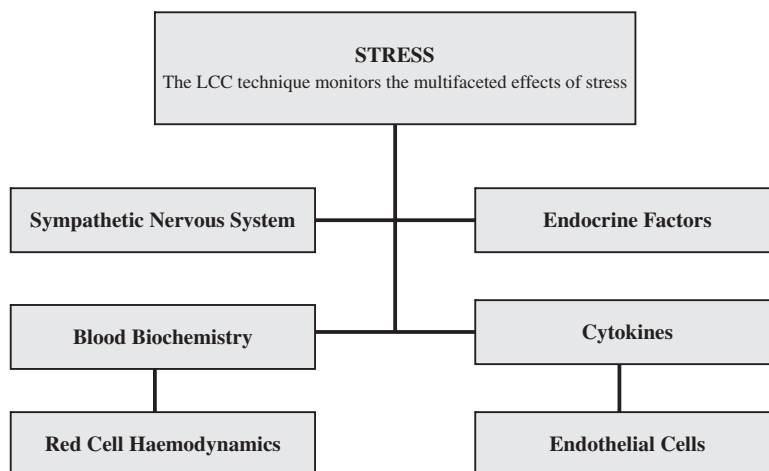 STRESS
The LCC technique monitors the multifaceted effects of stress
Sympathetic Nervous System
Endocrine Factors
Blood Biochemistry
Cytokines
Red Cell Haemodynamics
Endothelial Cells